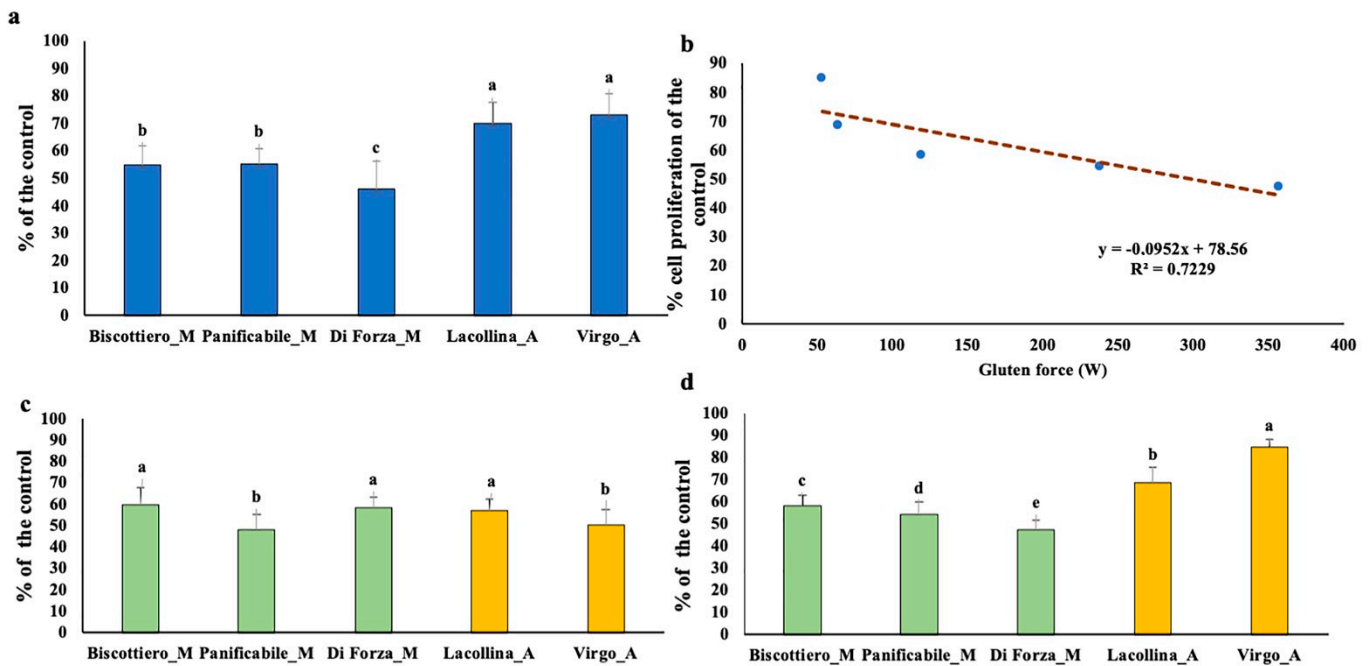 a
100
90
80
70
60
50
40
30
20
10
0
% of the control
b
b
c
a
a
Biscottiero_M Panificabile_M Di Forza_M Lacollina_A Virgo_A
b
90
80
70
60
50
40
30
20
10
0
% cell proliferation of the
control
y = -0.0952x + 78.56
R² = 0.7229
0 50 100 150 200 250 300 350 400
Gluten force (W)
c
100
90
80
70
60
50
40
30
20
10
0
% of the control
a
b
a
a
b
Biscottiero_M Panificabile_M Di Forza_M Lacollina_A Virgo_A
d
100
90
80
70
60
50
40
30
20
10
0
% of the control
c
d
e
b
a
Biscottiero_M Panificabile_M Di Forza_M Lacollina_A Virgo_A